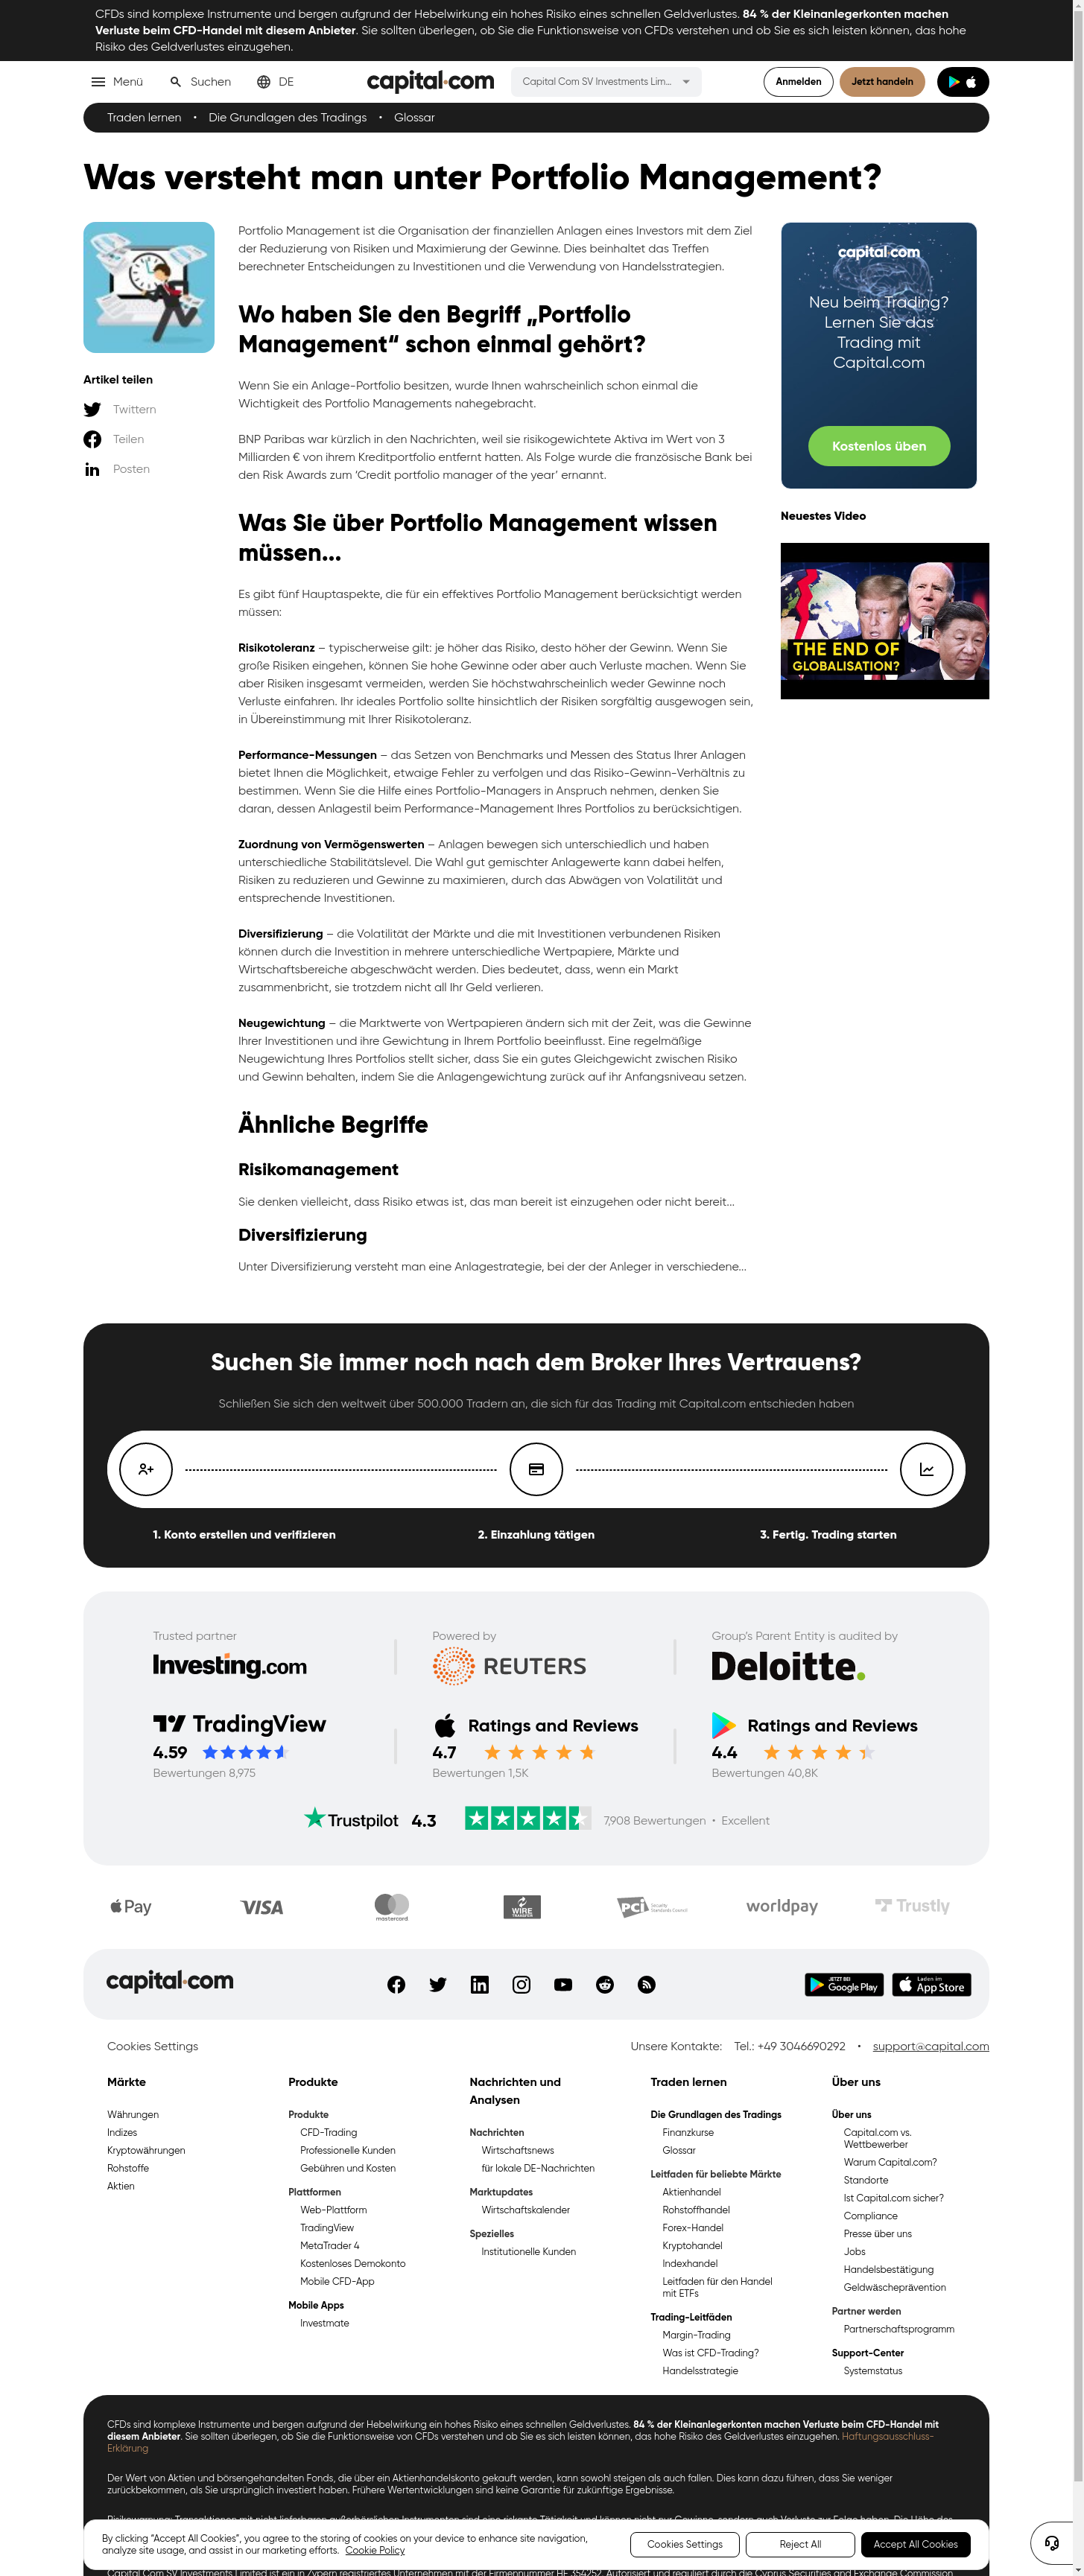 CFDs sind komplexe Instrumente und bergen aufgrund der Hebelwirkung ein hohes Risiko eines schnellen Geldverlustes. 84 % der Kleinanlegerkonten machen
Verluste beim CFD-Handel mit diesem Anbieter. Sie sollten überlegen, ob Sie die Funktionsweise von CFDs verstehen und ob Sie es sich leisten können, das hohe
Risiko des Geldverlustes einzugehen.
Menü
Suchen
DE
capital.com
Capital Com SV Investments Lim...
Anmelden
Jetzt handeln
Traden lernen • Die Grundlagen des Tradings • Glossar
Was versteht man unter Portfolio Management?
Artikel teilen
Twittern
Teilen
Posten
Portfolio Management ist die Organisation der finanziellen Anlagen eines Investors mit dem Ziel
der Reduzierung von Risiken und Maximierung der Gewinne. Dies beinhaltet das Treffen
berechneter Entscheidungen zu Investitionen und die Verwendung von Handelsstrategien.
Wo haben Sie den Begriff „Portfolio
Management“ schon einmal gehört?
Wenn Sie ein Anlage-Portfolio besitzen, wurde Ihnen wahrscheinlich schon einmal die
Wichtigkeit des Portfolio Managements nahegebracht.
BNP Paribas war kürzlich in den Nachrichten, weil sie risikogewichtete Aktiva im Wert von 3
Milliarden € von ihrem Kreditportfolio entfernt hatten. Als Folge wurde die französische Bank bei
den Risk Awards zum ‘Credit portfolio manager of the year’ ernannt.
Was Sie über Portfolio Management wissen
müssen...
Es gibt fünf Hauptaspekte, die für ein effektives Portfolio Management berücksichtigt werden
müssen:
Risikotoleranz – typischerweise gilt: je höher das Risiko, desto höher der Gewinn. Wenn Sie
große Risiken eingehen, können Sie hohe Gewinne oder aber auch Verluste machen. Wenn Sie
aber Risiken insgesamt vermeiden, werden Sie höchstwahrscheinlich weder Gewinne noch
Verluste einfahren. Ihr ideales Portfolio sollte hinsichtlich der Risiken sorgfältig ausgewogen sein,
in Übereinstimmung mit Ihrer Risikotoleranz.
Performance-Messungen – das Setzen von Benchmarks und Messen des Status Ihrer Anlagen
bietet Ihnen die Möglichkeit, etwaige Fehler zu verfolgen und das Risiko-Gewinn-Verhältnis zu
bestimmen. Wenn Sie die Hilfe eines Portfolio-Managers in Anspruch nehmen, denken Sie
daran, dessen Anlagestil beim Performance-Management Ihres Portfolios zu berücksichtigen.
Zuordnung von Vermögenswerten – Anlagen bewegen sich unterschiedlich und haben
unterschiedliche Stabilitätslevel. Die Wahl gut gemischter Anlagewerte kann dabei helfen,
Risiken zu reduzieren und Gewinne zu maximieren, durch das Abwägen von Volatilität und
entsprechende Investitionen.
Diversifizierung – die Volatilität der Märkte und die mit Investitionen verbundenen Risiken
können durch die Investition in mehrere unterschiedliche Wertpapiere, Märkte und
Wirtschaftsbereiche abgeschwächt werden. Dies bedeutet, dass, wenn ein Markt
zusammenbricht, sie trotzdem nicht all Ihr Geld verlieren.
Neugewichtung – die Marktwerte von Wertpapieren ändern sich mit der Zeit, was die Gewinne
Ihrer Investitionen und ihre Gewichtung in Ihrem Portfolio beeinflusst. Eine regelmäßige
Neugewichtung Ihres Portfolios stellt sicher, dass Sie ein gutes Gleichgewicht zwischen Risiko
und Gewinn behalten, indem Sie die Anlagengewichtung zurück auf ihr Anfangsniveau setzen.
Ähnliche Begriffe
Risikomanagement
Sie denken vielleicht, dass Risiko etwas ist, das man bereit ist einzugehen oder nicht bereit...
Diversifizierung
Unter Diversifizierung versteht man eine Anlagestrategie, bei der der Anleger in verschiedene...
capital.com
Neu beim Trading?
Lernen Sie das
Trading mit
Capital.com
Kostenlos üben
Neuestes Video
THE END OF
GLOBALISATION?
Suchen Sie immer noch nach dem Broker Ihres Vertrauens?
Schließen Sie sich den weltweit über 500.000 Tradern an, die sich für das Trading mit Capital.com entschieden haben
1. Konto erstellen und verifizieren
2. Einzahlung tätigen
3. Fertig. Trading starten
Trusted partner
Investing.com
Powered by
REUTERS
Group’s Parent Entity is audited by
Deloitte.
TradingView
4.59
Bewertungen 8,975
Ratings and Reviews
4.7
Bewertungen 1,5K
Ratings and Reviews
4.4
Bewertungen 40,8K
Trustpilot 4.3
7,908 Bewertungen • Excellent
Pay
VISA
mastercard
WIRE
TRANSFER
PCI Security
Standards Council
worldpay
Trustly
capital.com
JETZT BEI
Google Play
Laden im
App Store
Cookies Settings
Unsere Kontakte: Tel.: +49 3046690292 • support@capital.com
Märkte
Währungen
Indizes
Kryptowährungen
Rohstoffe
Aktien
Produkte
Produkte
CFD-Trading
Professionelle Kunden
Gebühren und Kosten
Plattformen
Web-Plattform
TradingView
MetaTrader 4
Kostenloses Demokonto
Mobile CFD-App
Mobile Apps
Investmate
Nachrichten und
Analysen
Nachrichten
Wirtschaftsnews
für lokale DE-Nachrichten
Marktupdates
Wirtschaftskalender
Spezielles
Institutionelle Kunden
Traden lernen
Die Grundlagen des Tradings
Finanzkurse
Glossar
Leitfaden für beliebte Märkte
Aktienhandel
Rohstoffhandel
Forex-Handel
Kryptohandel
Indexhandel
Leitfaden für den Handel
mit ETFs
Trading-Leitfäden
Margin-Trading
Was ist CFD-Trading?
Handelsstrategie
Über uns
Über uns
Capital.com vs.
Wettbewerber
Warum Capital.com?
Standorte
Ist Capital.com sicher?
Compliance
Presse über uns
Jobs
Handelsbestätigung
Geldwäscheprävention
Partner werden
Partnerschaftsprogramm
Support-Center
Systemstatus
CFDs sind komplexe Instrumente und bergen aufgrund der Hebelwirkung ein hohes Risiko eines schnellen Geldverlustes. 84 % der Kleinanlegerkonten machen Verluste beim CFD-Handel mit
diesem Anbieter. Sie sollten überlegen, ob Sie die Funktionsweise von CFDs verstehen und ob Sie es sich leisten können, das hohe Risiko des Geldverlustes einzugehen. Haftungsausschluss-
Erklärung
Der Wert von Aktien und börsengehandelten Fonds, die über ein Aktienhandelskonto gekauft werden, kann sowohl steigen als auch fallen. Dies kann dazu führen, dass Sie weniger
zurückbekommen, als Sie ursprünglich investiert haben. Frühere Wertentwicklungen sind keine Garantie für zukünftige Ergebnisse.
By clicking “Accept All Cookies”, you agree to the storing of cookies on your device to enhance site navigation,
analyze site usage, and assist in our marketing efforts. Cookie Policy
Cookies Settings
Reject All
Accept All Cookies